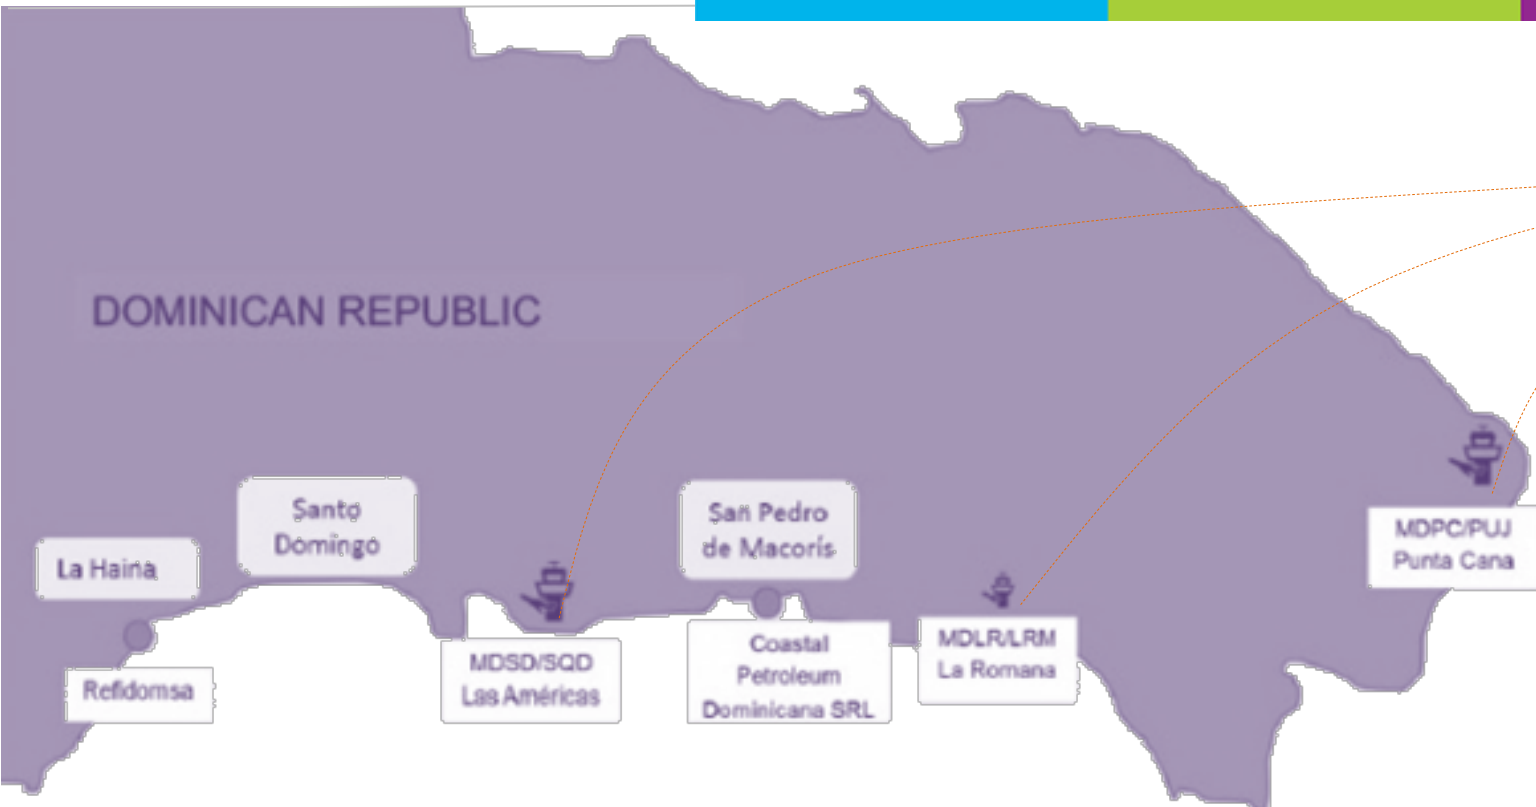 DOMINICAN REPUBLIC
Santo
Domingo
San Pedro
de Macorís
La Haina
MDPC/PUJ
Punta Cana
MDSD/SQD
Las Américas
Coastal
Petroleum
Dominicana SRL
MDLR/LRM
La Romana
Refidomsa